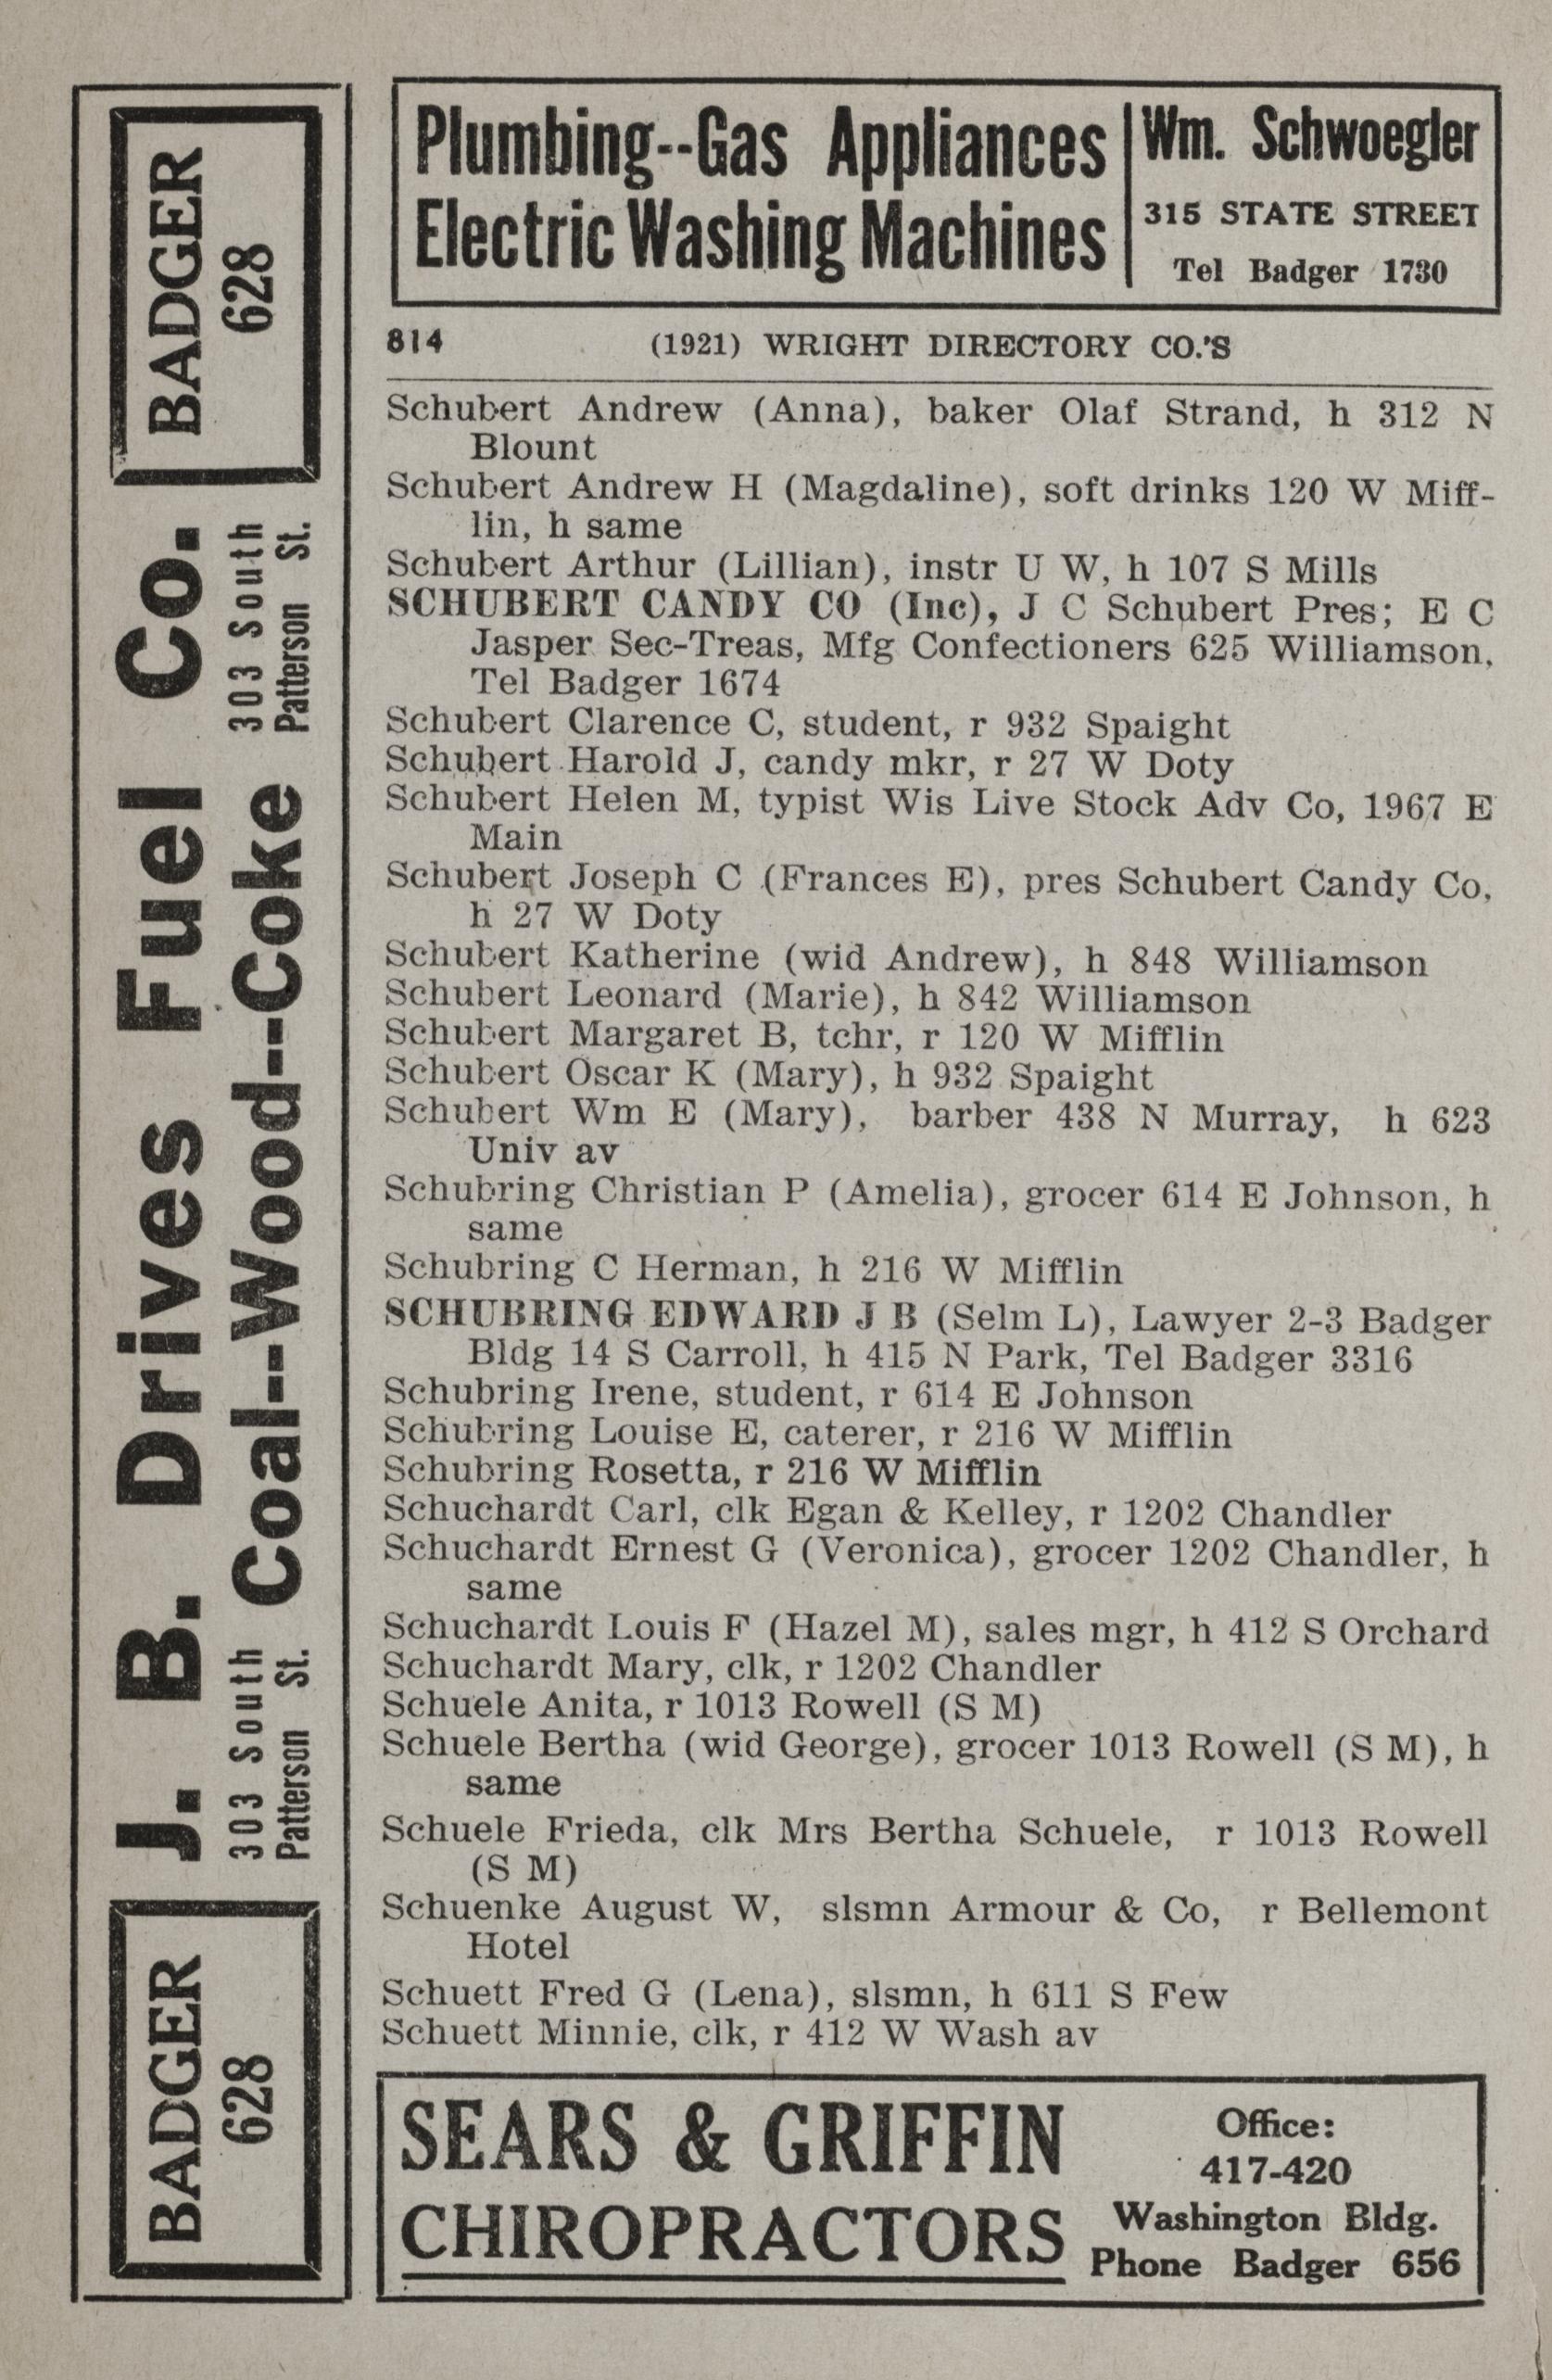 Plumbing--Gas Appliances
Electric Washing Machines
Wm. Schwoegler
315 STATE STREET
Tel Badger 1730
814 (1921) WRIGHT DIRECTORY CO.'S
Schubert Andrew (Anna), baker Olaf Strand, h 312 N
Blount
Schubert Andrew H (Magdaline), soft drinks 120 W Miff-
lin, h same
Schubert Arthur (Lillian), instr U W, h 107 S Mills
SCHUBERT CANDY CO (Inc), J C Schubert Pres; E C
Jasper Sec-Treas, Mfg Confectioners 625 Williamson,
Tel Badger 1674
Schubert Clarence C, student, r 932 Spaight
Schubert Harold J, candy mkr, r 27 W Doty
Schubert Helen M, typist Wis Live Stock Adv Co, 1967 E
Main
Schubert Joseph C (Frances E), pres Schubert Candy Co,
h 27 W Doty
Schubert Katherine (wid Andrew), h 848 Williamson
Schubert Leonard (Marie), h 842 Williamson
Schubert Margaret B, tchr, r 120 W Mifflin
Schubert Oscar K (Mary), h 932 Spaight
Schubert Wm E (Mary), barber 438 N Murray, h 623
Univ av
Schubring Christian P (Amelia), grocer 614 E Johnson, h
same
Schubring C Herman, h 216 W Mifflin
SCHUBRING EDWARD J B (Selm L), Lawyer 2-3 Badger
Bldg 14 S Carroll, h 415 N Park, Tel Badger 3316
Schubring Irene, student, r 614 E Johnson
Schubring Louise E, caterer, r 216 W Mifflin
Schubring Rosetta, r 216 W Mifflin
Schuchardt Carl, clk Egan & Kelley, r 1202 Chandler
Schuchardt Ernest G (Veronica), grocer 1202 Chandler, h
same
Schuchardt Louis F (Hazel M), sales mgr, h 412 S Orchard
Schuchardt Mary, clk, r 1202 Chandler
Schuele Anita, r 1013 Rowell (S M)
Schuele Bertha (wid George), grocer 1013 Rowell (S M), h
same
Schuele Frieda, clk Mrs Bertha Schuele, r 1013 Rowell
(S M)
Schuenke August W, slsmn Armour & Co, r Bellemont
Hotel
Schuett Fred G (Lena), slsmn, h 611 S Few
Schuett Minnie, clk, r 412 W Wash av
SEARS & GRIFFIN
CHIROPRACTORS
Office:
417-420
Washington Bldg.
Phone Badger 656
BADGER
628
J. B. Drives Fuel Co.
303 South
Patterson St.
Coal--Wood--Coke
303 South
Patterson St.
BADGER
628